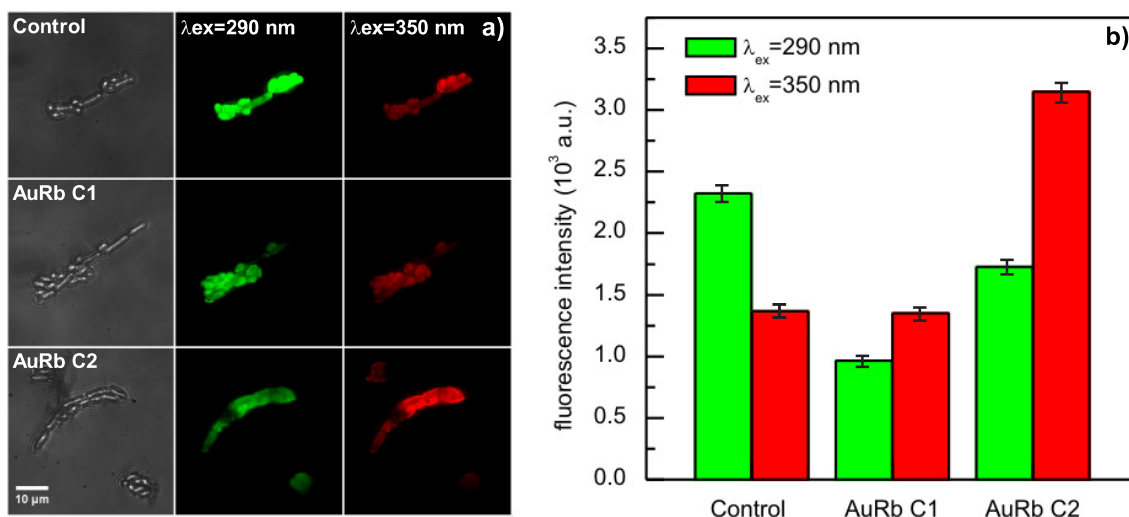 Control
λex=290 nm
λex=350 nm
a)
AuRb C1
AuRb C2
10 µm
b)
λex=290 nm
λex=350 nm
fluorescence intensity (10³ a.u.)
3.5
3.0
2.5
2.0
1.5
1.0
0.5
0.0
Control
AuRb C1
AuRb C2